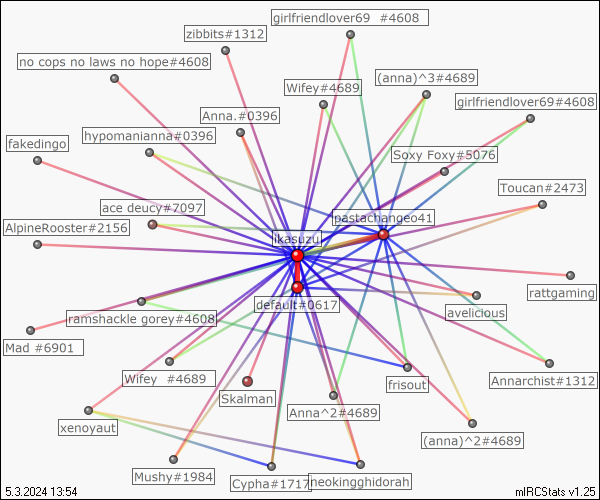 girlfriendlover69 #4608
zibbits#1312
no cops no laws no hope#4608
Wifey#4689
(anna)^3#4689
girlfriendlover69#4608
Anna.#0396
hypomanianna#0396
fakedingo
Soxy Foxy#5076
Toucan#2473
ace deucy#7097
pastachangeo41
AlpineRooster#2156
ikasuzu
rattgaming
default#0617
avelicious
ramshackle gorey#4608
Mad #6901
Wifey #4689
frisout
Annarchist#1312
Skalman
Anna^2#4689
xenoyaut
(anna)^2#4689
Mushy#1984
Cypha#1717
neokingghidorah
5.3.2024 13:54
mIRCStats v1.25